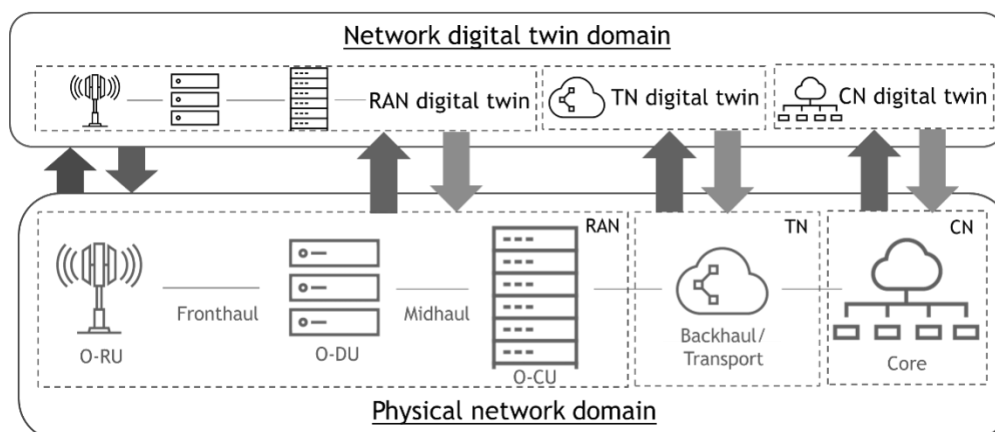 Network digital twin domain
RAN digital twin
TN digital twin
CN digital twin
RAN
TN
CN
Fronthaul
Midhaul
O-RU
O-DU
O-CU
Backhaul/
Transport
Core
Physical network domain